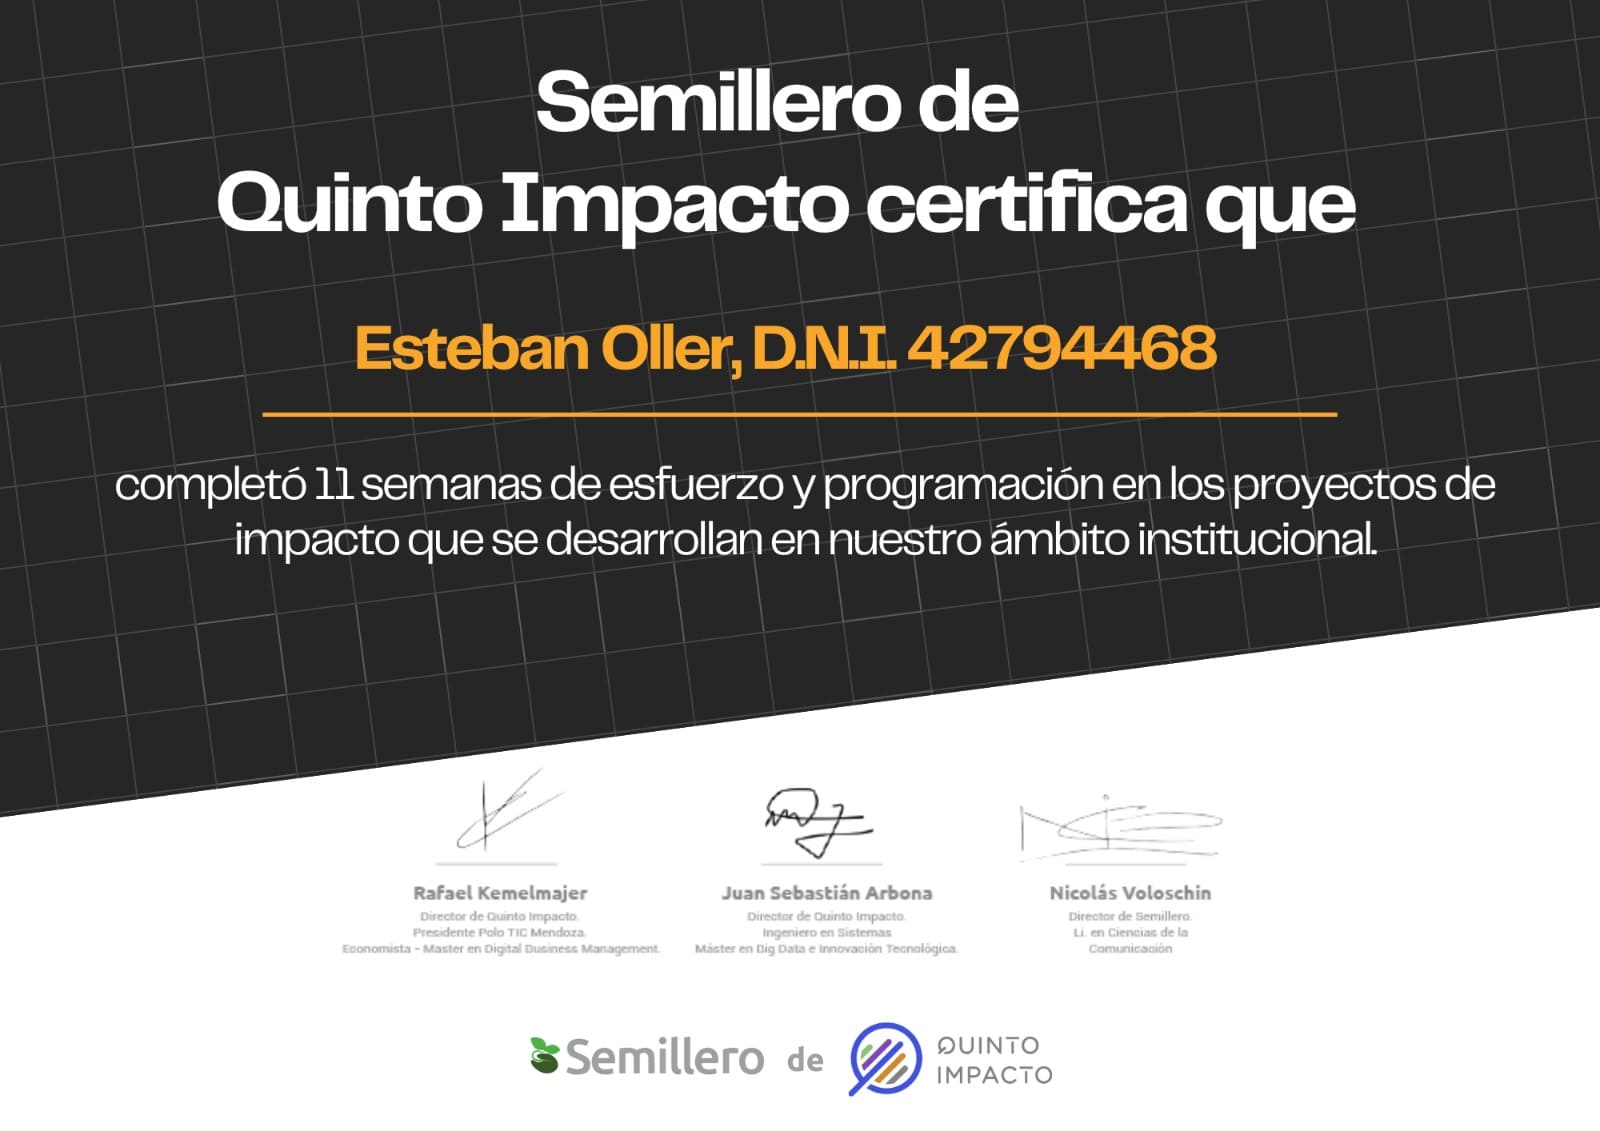 Semillero de
Quinto Impacto certifica que
Esteban Oller, D.N.I. 42794468
completó 11 semanas de esfuerzo y programación en los proyectos de
impacto que se desarrollan en nuestro ámbito institucional.
Rafael Kemelmajer
Director de Quinto Impacto.
Presidente Polo TIC Mendoza.
Economista - Master en Digital Business Management.
Juan Sebastián Arbona
Director de Quinto Impacto.
Ingeniero en Sistemas
Máster en Big Data e Innovación Tecnológica.
Nicolás Voloschin
Director de Semillero.
Li. en Ciencias de la
Comunicación
Semillero de QUINTO
IMPACTO